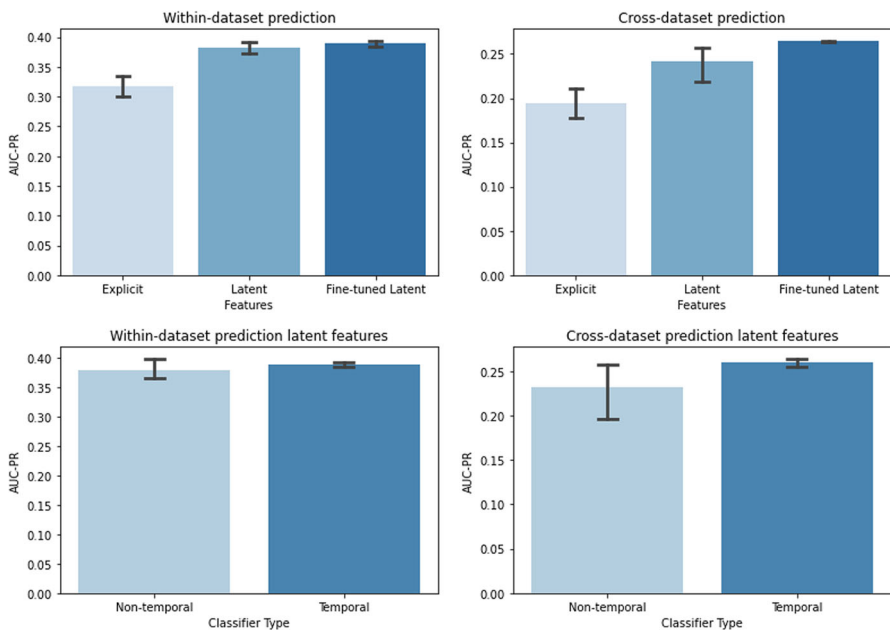 Within-dataset prediction
AUC-PR
0.40
0.35
0.30
0.25
0.20
0.15
0.10
0.05
0.00
Explicit
Latent
Fine-tuned Latent
Features
Cross-dataset prediction
AUC-PR
0.25
0.20
0.15
0.10
0.05
0.00
Explicit
Latent
Fine-tuned Latent
Features
Within-dataset prediction latent features
AUC-PR
0.40
0.35
0.30
0.25
0.20
0.15
0.10
0.05
0.00
Non-temporal
Temporal
Classifier Type
Cross-dataset prediction latent features
AUC-PR
0.25
0.20
0.15
0.10
0.05
0.00
Non-temporal
Temporal
Classifier Type